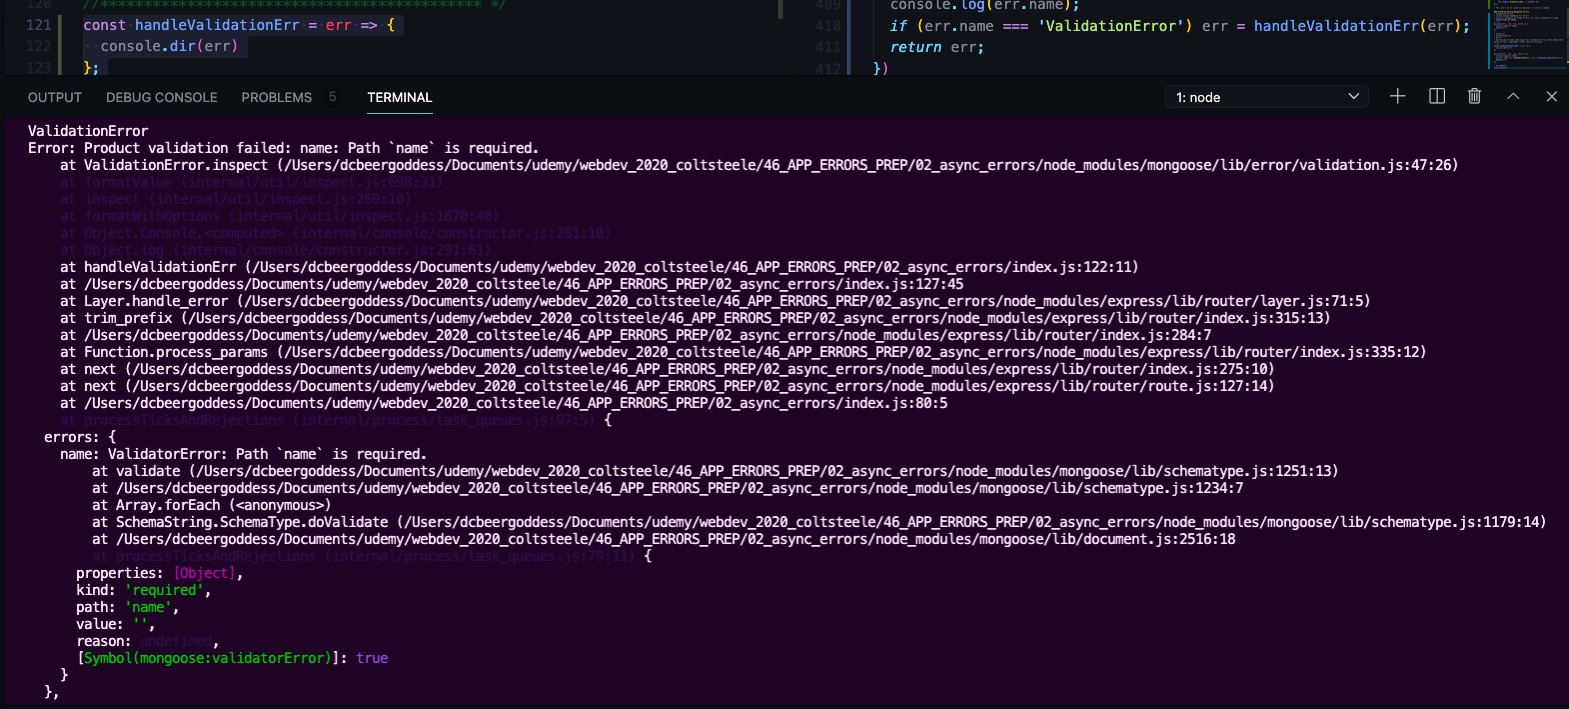 120 //******************************************** */
121 const handleValidationErr = err => {
122 console.dir(err)
123 };
409 console.log(err.name);
410 if (err.name === 'ValidationError') err = handleValidationErr(err);
411 return err;
412 })
OUTPUT DEBUG CONSOLE PROBLEMS 5 TERMINAL 1: node
ValidationError
Error: Product validation failed: name: Path `name` is required.
at ValidationError.inspect (/Users/dcbeergoddess/Documents/udemy/webdev_2020_coltsteele/46_APP_ERRORS_PREP/02_async_errors/node_modules/mongoose/lib/error/validation.js:47:26)
at formatValue (internal/util/inspect.js:698:31)
at inspect (internal/util/inspect.js:269:10)
at formatWithOptions (internal/util/inspect.js:1870:40)
at Object.Console.<computed> (internal/console/constructor.js:281:10)
at Object.log (internal/console/constructor.js:291:61)
at handleValidationErr (/Users/dcbeergoddess/Documents/udemy/webdev_2020_coltsteele/46_APP_ERRORS_PREP/02_async_errors/index.js:122:11)
at /Users/dcbeergoddess/Documents/udemy/webdev_2020_coltsteele/46_APP_ERRORS_PREP/02_async_errors/index.js:127:45
at Layer.handle_error (/Users/dcbeergoddess/Documents/udemy/webdev_2020_coltsteele/46_APP_ERRORS_PREP/02_async_errors/node_modules/express/lib/router/layer.js:71:5)
at trim_prefix (/Users/dcbeergoddess/Documents/udemy/webdev_2020_coltsteele/46_APP_ERRORS_PREP/02_async_errors/node_modules/express/lib/router/index.js:315:13)
at /Users/dcbeergoddess/Documents/udemy/webdev_2020_coltsteele/46_APP_ERRORS_PREP/02_async_errors/node_modules/express/lib/router/index.js:284:7
at Function.process_params (/Users/dcbeergoddess/Documents/udemy/webdev_2020_coltsteele/46_APP_ERRORS_PREP/02_async_errors/node_modules/express/lib/router/index.js:335:12)
at next (/Users/dcbeergoddess/Documents/udemy/webdev_2020_coltsteele/46_APP_ERRORS_PREP/02_async_errors/node_modules/express/lib/router/index.js:275:10)
at next (/Users/dcbeergoddess/Documents/udemy/webdev_2020_coltsteele/46_APP_ERRORS_PREP/02_async_errors/node_modules/express/lib/router/route.js:127:14)
at /Users/dcbeergoddess/Documents/udemy/webdev_2020_coltsteele/46_APP_ERRORS_PREP/02_async_errors/index.js:80:5
at processTicksAndRejections (internal/process/task_queues.js:97:5) {
errors: {
name: ValidatorError: Path `name` is required.
at validate (/Users/dcbeergoddess/Documents/udemy/webdev_2020_coltsteele/46_APP_ERRORS_PREP/02_async_errors/node_modules/mongoose/lib/schematype.js:1251:13)
at /Users/dcbeergoddess/Documents/udemy/webdev_2020_coltsteele/46_APP_ERRORS_PREP/02_async_errors/node_modules/mongoose/lib/schematype.js:1234:7
at Array.forEach (<anonymous>)
at SchemaString.SchemaType.doValidate (/Users/dcbeergoddess/Documents/udemy/webdev_2020_coltsteele/46_APP_ERRORS_PREP/02_async_errors/node_modules/mongoose/lib/schematype.js:1179:14)
at /Users/dcbeergoddess/Documents/udemy/webdev_2020_coltsteele/46_APP_ERRORS_PREP/02_async_errors/node_modules/mongoose/lib/document.js:2516:18
at processTicksAndRejections (internal/process/task_queues.js:79:11) {
properties: [Object],
kind: 'required',
path: 'name',
value: '',
reason: undefined,
[Symbol(mongoose:validatorError)]: true
}
},